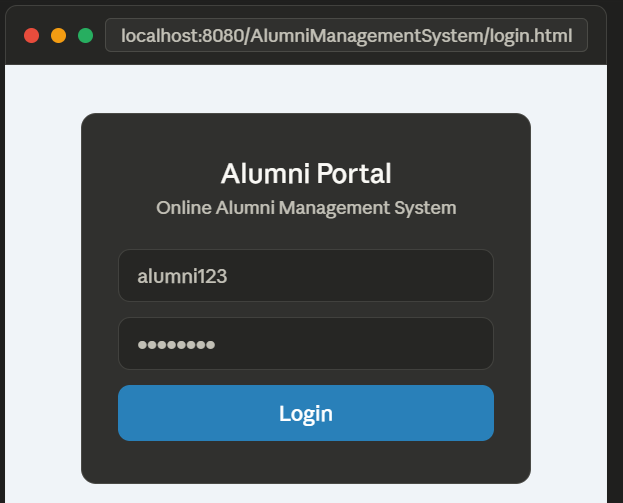 localhost:8080/AlumniManagementSystem/login.html
Alumni Portal
Online Alumni Management System
alumni123
••••••••
Login